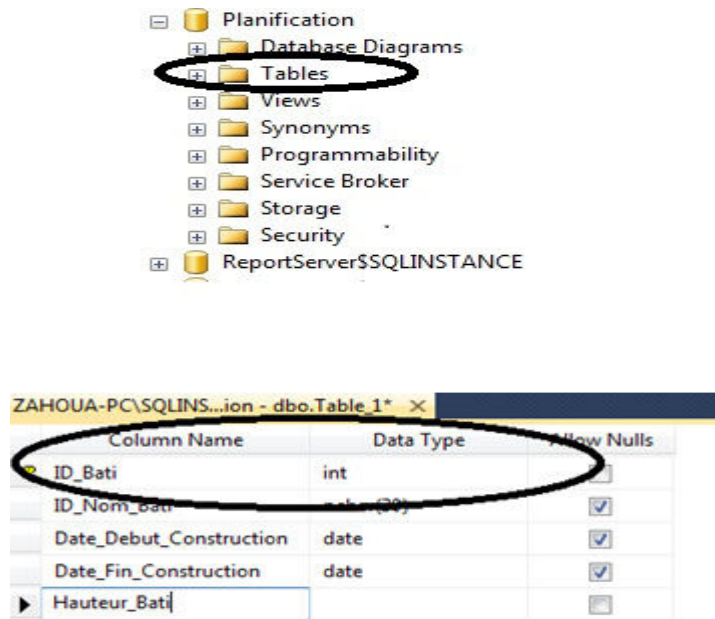 Planification
Database Diagrams
Tables
Views
Synonyms
Programmability
Service Broker
Storage
Security
ReportServer$SQLINSTANCE
ZAHOUA-PC\SQLINS...ion - dbo.Table_1*
Column Name Data Type Allow Nulls
ID_Bati int
ID_Nom_Bati
Date_Debut_Construction date
Date_Fin_Construction date
Hauteur_Bati